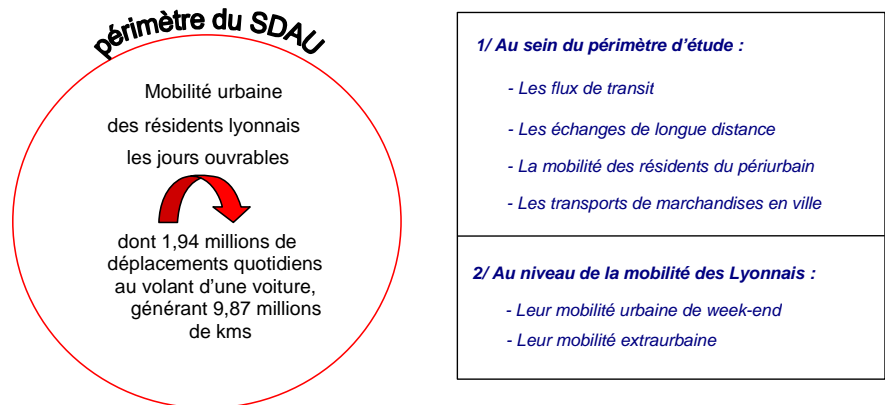 périmètre du SDAU
Mobilité urbaine
des résidents lyonnais
les jours ouvrables
dont 1,94 millions de
déplacements quotidiens
au volant d'une voiture,
générant 9,87 millions
de kms
1/ Au sein du périmètre d'étude :
- Les flux de transit
- Les échanges de longue distance
- La mobilité des résidents du périurbain
- Les transports de marchandises en ville
2/ Au niveau de la mobilité des Lyonnais :
- Leur mobilité urbaine de week-end
- Leur mobilité extraurbaine